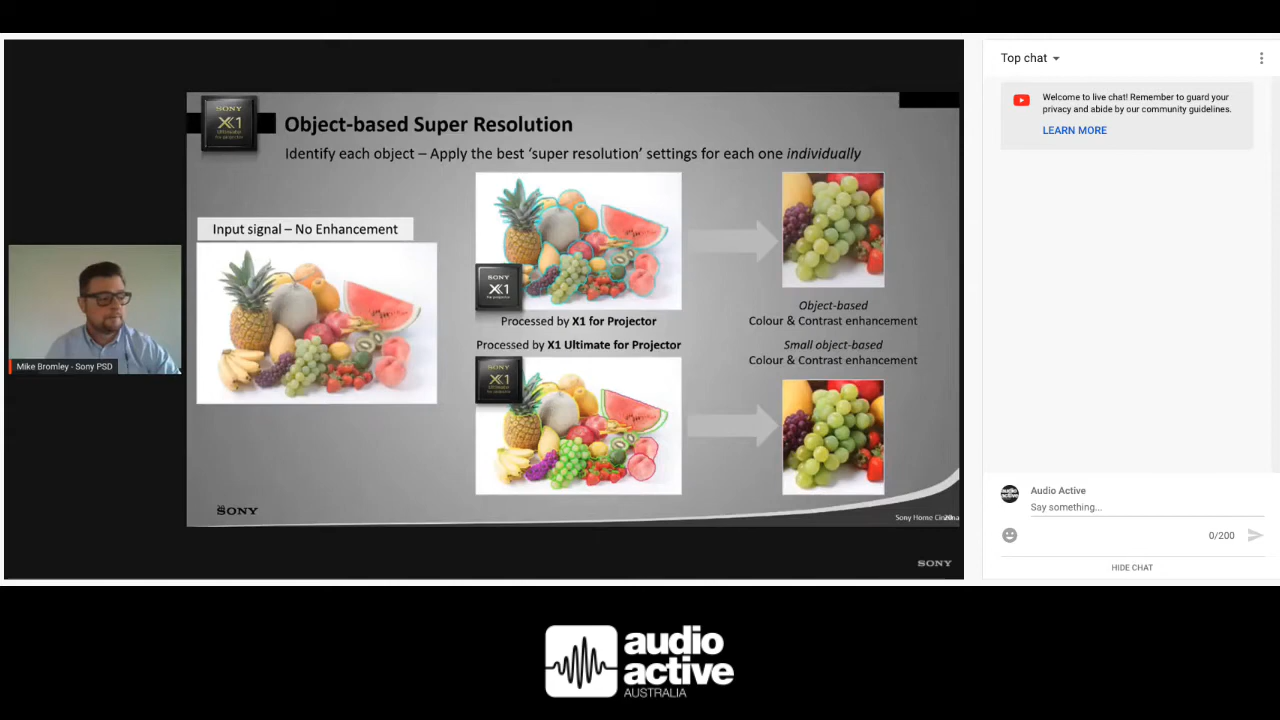 SONY
X1
Ultimate
for projector
Object-based Super Resolution
Identify each object – Apply the best ‘super resolution’ settings for each one individually
Input signal – No Enhancement
SONY
X1
for projector
Processed by X1 for Projector
Object-based
Colour & Contrast enhancement
Processed by X1 Ultimate for Projector
Small object-based
Colour & Contrast enhancement
SONY
X1
Ultimate
for projector
Mike Bromley - Sony PSD
SONY
Sony Home Cinema
SONY
Top chat
Welcome to live chat! Remember to guard your
privacy and abide by our community guidelines.
LEARN MORE
audio
active
Audio Active
Say something...
0/200
HIDE CHAT
audio
active
AUSTRALIA